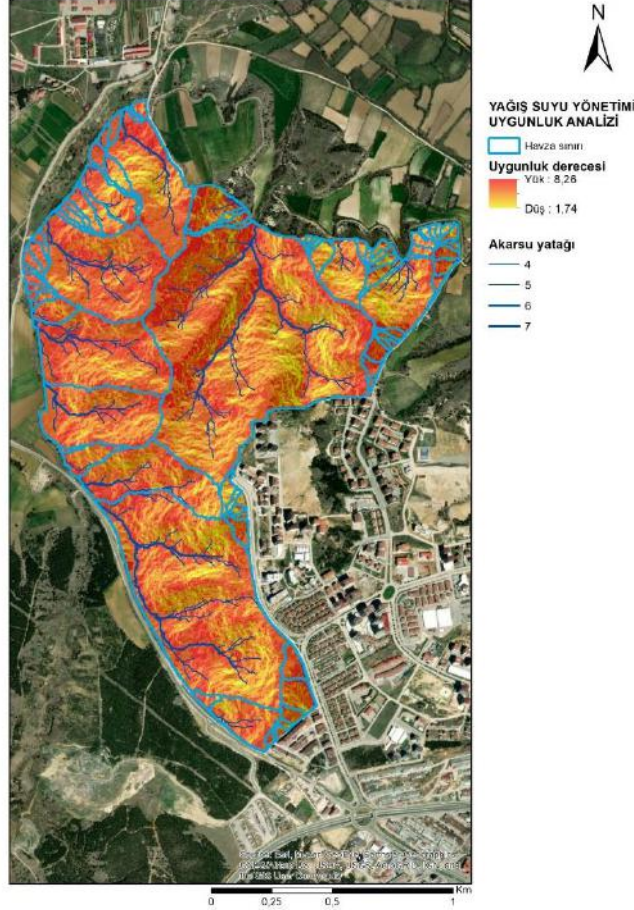 N
YAĞIŞ SUYU YÖNETİMİ
UYGUNLUK ANALİZİ
Havza sınırı
Uygunluk derecesi
Yük : 8,26
Düş : 1,74
Akarsu yatağı
4
5
6
7
Km
0 0,25 0,5 1